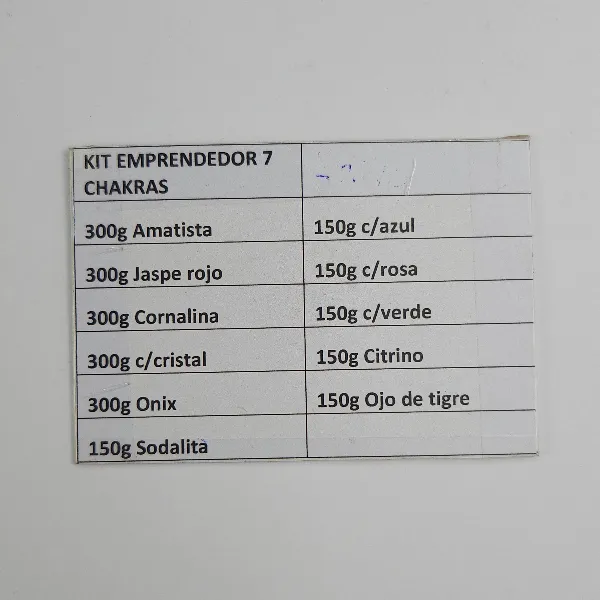 KIT EMPRENDEDOR 7
CHAKRAS
300g Amatista
150g c/azul
300g Jaspe rojo
150g c/rosa
300g Cornalina
150g c/verde
300g c/cristal
150g Citrino
300g Onix
150g Ojo de tigre
150g Sodalita